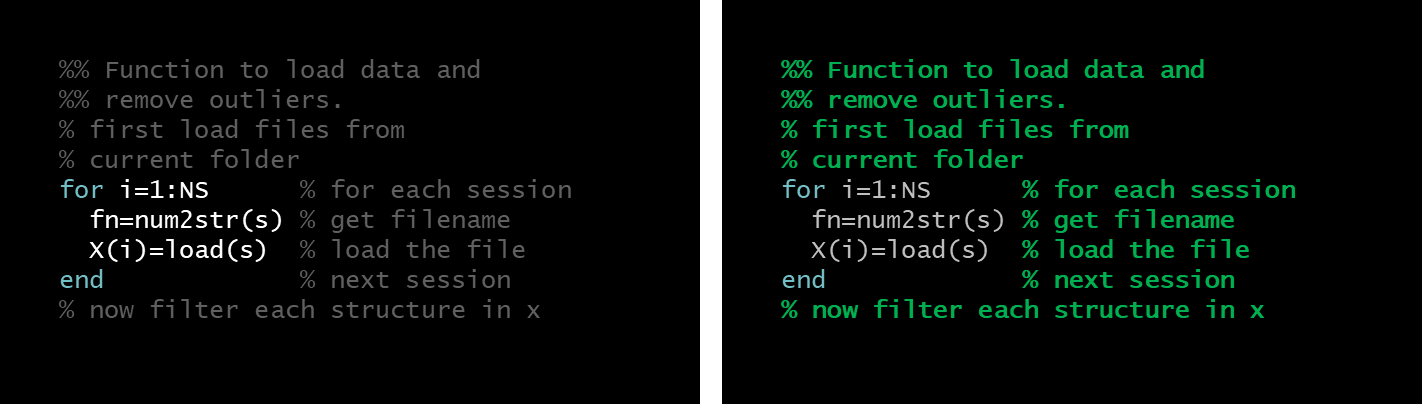 %% Function to load data and
%% remove outliers.
% first load files from
% current folder
for i=1:NS      % for each session
  fn=num2str(s) % get filename
  X(i)=load(s)  % load the file
end             % next session
% now filter each structure in x
%% Function to load data and
%% remove outliers.
% first load files from
% current folder
for i=1:NS      % for each session
  fn=num2str(s) % get filename
  X(i)=load(s)  % load the file
end             % next session
% now filter each structure in x